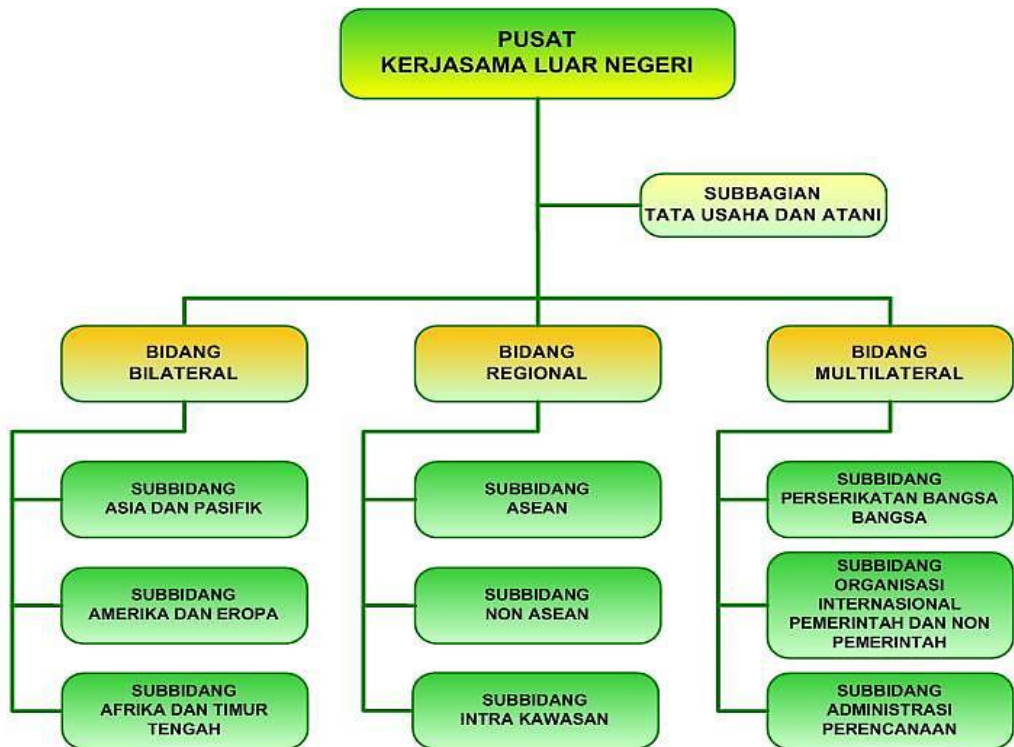 PUSAT
KERJASAMA LUAR NEGERI
SUBBAGIAN
TATA USAHA DAN ATANI
BIDANG
BILATERAL
SUBBIDANG
ASIA DAN PASIFIK
SUBBIDANG
AMERIKA DAN EROPA
SUBBIDANG
AFRIKA DAN TIMUR
TENGAH
BIDANG
REGIONAL
SUBBIDANG
ASEAN
SUBBIDANG
NON ASEAN
SUBBIDANG
INTRA KAWASAN
BIDANG
MULTILATERAL
SUBBIDANG
PERSERIKATAN BANGSA
BANGSA
SUBBIDANG
ORGANISASI
INTERNASIONAL
PEMERINTAH DAN NON
PEMERINTAH
SUBBIDANG
ADMINISTRASI
PERENCANAAN